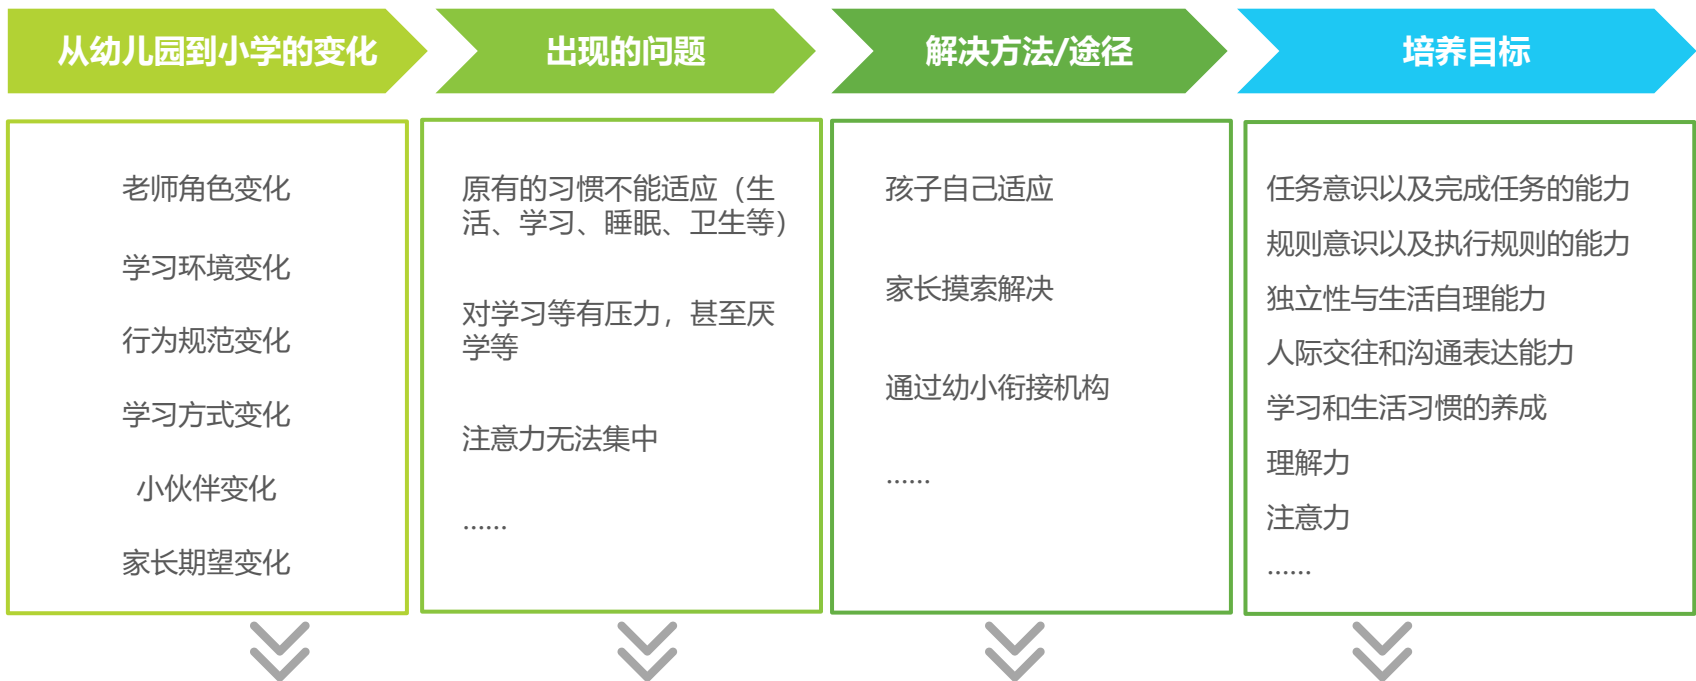 从幼儿园到小学的变化
老师角色变化
学习环境变化
行为规范变化
学习方式变化
小伙伴变化
家长期望变化
出现的问题
原有的习惯不能适应（生
活、学习、睡眠、卫生等）
对学习等有压力，甚至厌
学等
注意力无法集中
……
解决方法/途径
孩子自己适应
家长摸索解决
通过幼小衔接机构
……
培养目标
任务意识以及完成任务的能力
规则意识以及执行规则的能力
独立性与生活自理能力
人际交往和沟通表达能力
学习和生活习惯的养成
理解力
注意力
……